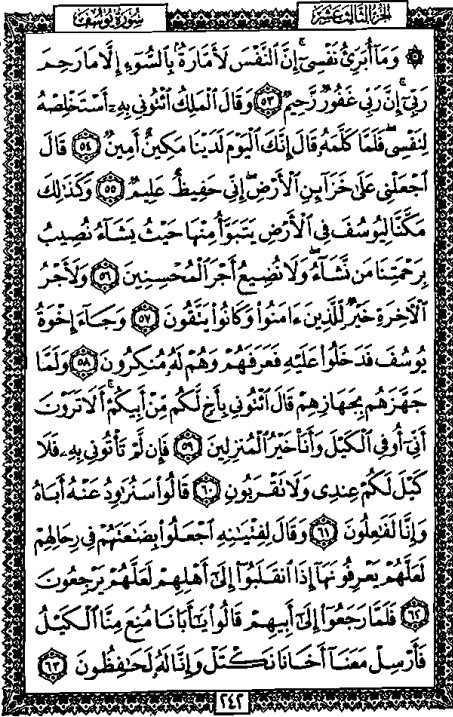 سُورَةُ يُوسُفَ الجزء الثالث عشر
۞ وَمَا أُبَرِّئُ نَفْسِىٓ ۚ إِنَّ ٱلنَّفْسَ لَأَمَّارَةٌۢ بِٱلسُّوٓءِ إِلَّا مَا رَحِمَ
رَبِّىٓ ۚ إِنَّ رَبِّى غَفُورٌ رَّحِيمٌ ٥٣ وَقَالَ ٱلْمَلِكُ ٱئْتُونِى بِهِۦٓ أَسْتَخْلِصْهُ
لِنَفْسِى ۖ فَلَمَّا كَلَّمَهُۥ قَالَ إِنَّكَ ٱلْيَوْمَ لَدَيْنَا مَكِينٌ أَمِينٌ ٥٤ قَالَ
ٱجْعَلْنِى عَلَىٰ خَزَآئِنِ ٱلْأَرْضِ ۖ إِنِّى حَفِيظٌ عَلِيمٌ ٥٥ وَكَذَٰلِكَ
مَكَّنَّا لِيُوسُفَ فِى ٱلْأَرْضِ يَتَبَوَّأُ مِنْهَا حَيْثُ يَشَآءُ ۚ نُصِيبُ
بِرَحْمَتِنَا مَن نَّشَآءُ ۖ وَلَا نُضِيعُ أَجْرَ ٱلْمُحْسِنِينَ ٥٦ وَلَأَجْرُ
ٱلْـَٔاخِرَةِ خَيْرٌ لِّلَّذِينَ ءَامَنُوا۟ وَكَانُوا۟ يَتَّقُونَ ٥٧ وَجَآءَ إِخْوَةُ
يُوسُفَ فَدَخَلُوا۟ عَلَيْهِ فَعَرَفَهُمْ وَهُمْ لَهُۥ مُنكِرُونَ ٥٨ وَلَمَّا
جَهَّزَهُم بِجَهَازِهِمْ قَالَ ٱئْتُونِى بِأَخٍ لَّكُم مِّنْ أَبِيكُمْ ۚ أَلَا تَرَوْنَ
أَنِّىٓ أُوفِى ٱلْكَيْلَ وَأَنَا۠ خَيْرُ ٱلْمُنزِلِينَ ٥٩ فَإِن لَّمْ تَأْتُونِى بِهِۦ فَلَا
كَيْلَ لَكُمْ عِندِى وَلَا تَقْرَبُونِ ٦٠ قَالُوا۟ سَنُرَٰوِدُ عَنْهُ أَبَاهُ
وَإِنَّا لَفَٰعِلُونَ ٦١ وَقَالَ لِفِتْيَٰنِهِ ٱجْعَلُوا۟ بِضَٰعَتَهُمْ فِى رِحَالِهِمْ
لَعَلَّهُمْ يَعْرِفُونَهَآ إِذَا ٱنقَلَبُوٓا۟ إِلَىٰٓ أَهْلِهِمْ لَعَلَّهُمْ يَرْجِعُونَ
٦٢ فَلَمَّا رَجَعُوٓا۟ إِلَىٰٓ أَبِيهِمْ قَالُوا۟ يَٰٓأَبَانَا مُنِعَ مِنَّا ٱلْكَيْلُ
فَأَرْسِلْ مَعَنَآ أَخَانَا نَكْتَلْ وَإِنَّا لَهُۥ لَحَٰفِظُونَ ٦٣
٢٤٢